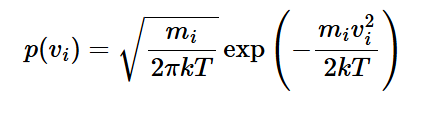 p(v_i) = \sqrt{\frac{m_i}{2\pi kT}} \exp\left(-\frac{m_i v_i^2}{2kT}\right)